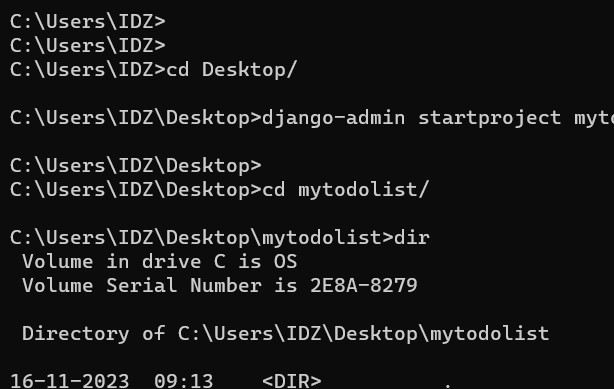 C:\Users\IDZ>
C:\Users\IDZ>
C:\Users\IDZ>cd Desktop/
C:\Users\IDZ\Desktop>django-admin startproject myto
C:\Users\IDZ\Desktop>
C:\Users\IDZ\Desktop>cd mytodolist/
C:\Users\IDZ\Desktop\mytodolist>dir
Volume in drive C is OS
Volume Serial Number is 2E8A-8279
Directory of C:\Users\IDZ\Desktop\mytodolist
16-11-2023  09:13    <DIR>          .